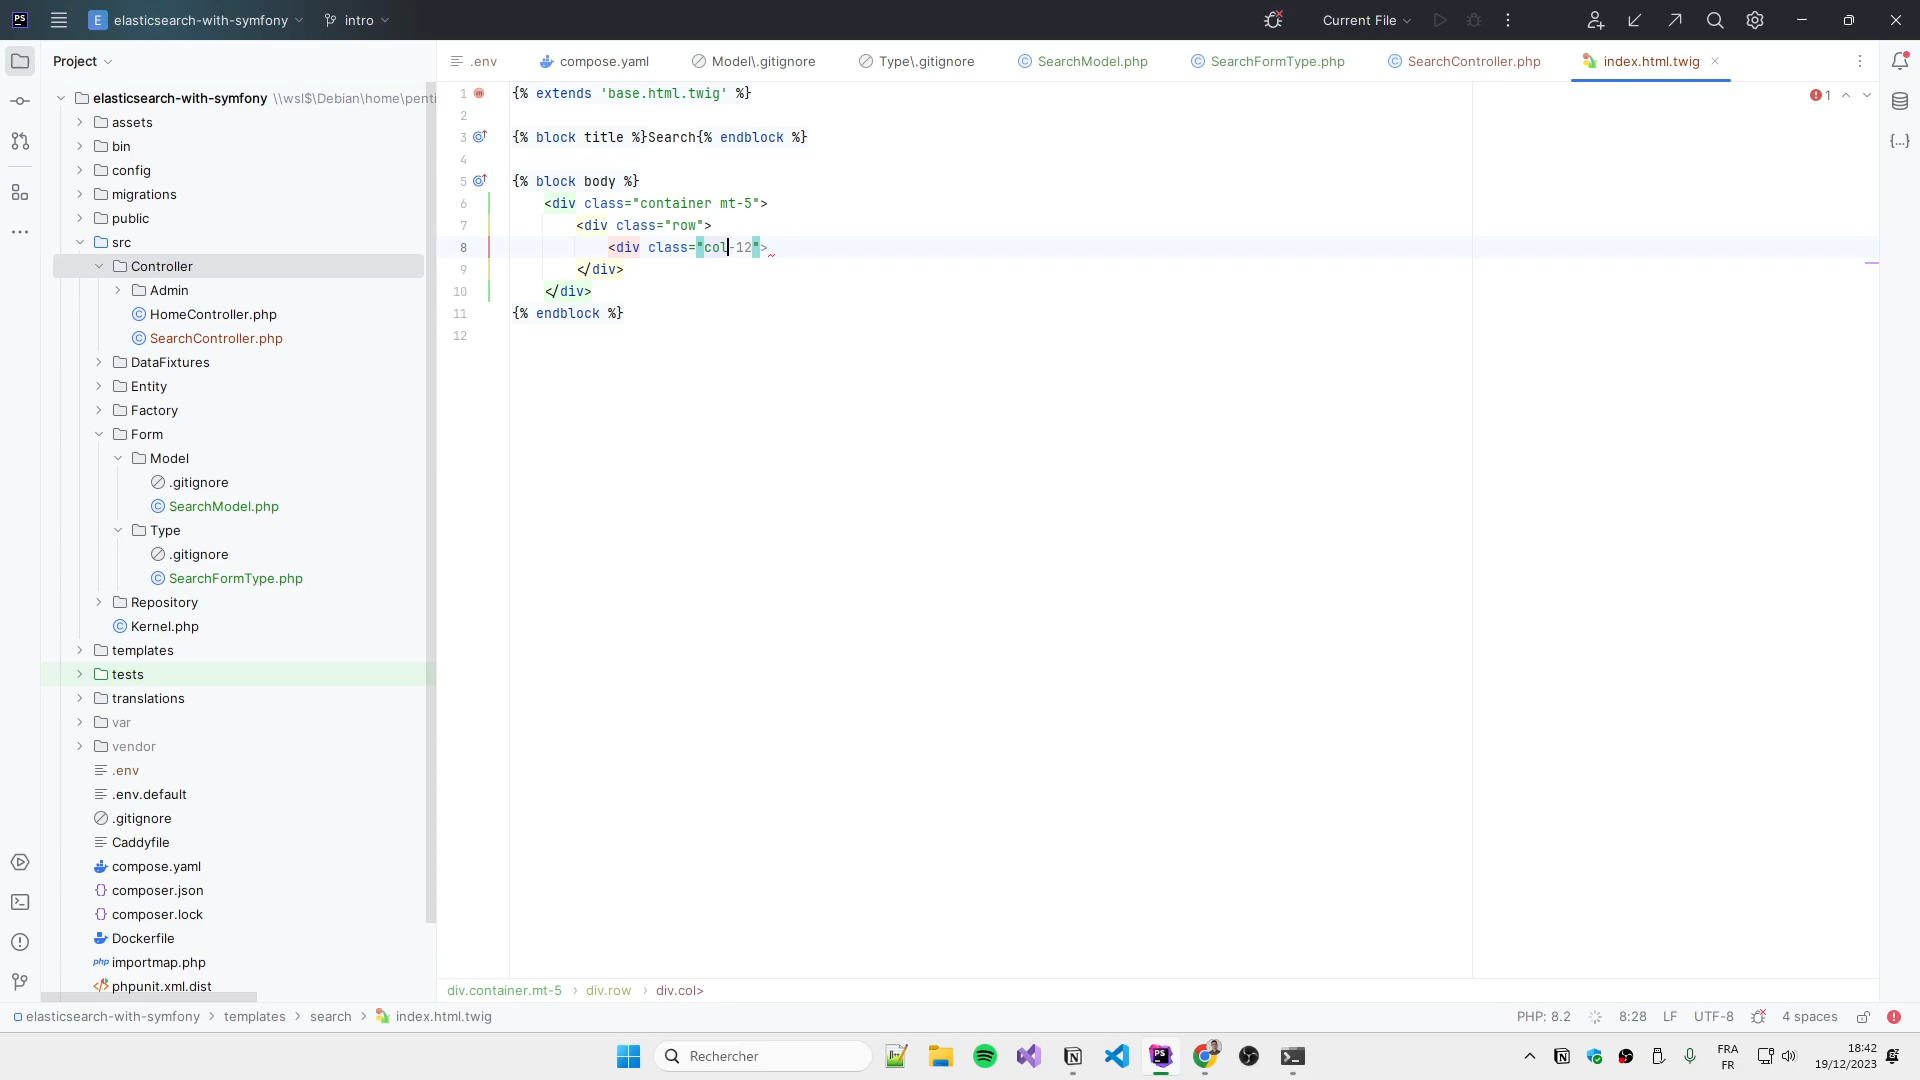 PS
E elasticsearch-with-symfony
intro
Current File
Project
.env
compose.yaml
Model\.gitignore
Type\.gitignore
SearchModel.php
SearchFormType.php
SearchController.php
index.html.twig
elasticsearch-with-symfony \\wsl$\Debian\home\penti
assets
bin
config
migrations
public
src
Controller
Admin
HomeController.php
SearchController.php
DataFixtures
Entity
Factory
Form
Model
.gitignore
SearchModel.php
Type
.gitignore
SearchFormType.php
Repository
Kernel.php
templates
tests
translations
var
vendor
.env
.env.default
.gitignore
Caddyfile
compose.yaml
composer.json
composer.lock
Dockerfile
php importmap.php
phpunit.xml.dist
1 {% extends 'base.html.twig' %}
2
3 {% block title %}Search{% endblock %}
4
5 {% block body %}
6 <div class="container mt-5">
7 <div class="row">
8 <div class="col-12">
9 </div>
10 </div>
11 {% endblock %}
12
1
{...}
div.container.mt-5 › div.row › div.col>
elasticsearch-with-symfony › templates › search › index.html.twig
PHP: 8.2
8:28
LF
UTF-8
4 spaces
Rechercher
PS
FRA
FR
18:42
19/12/2023